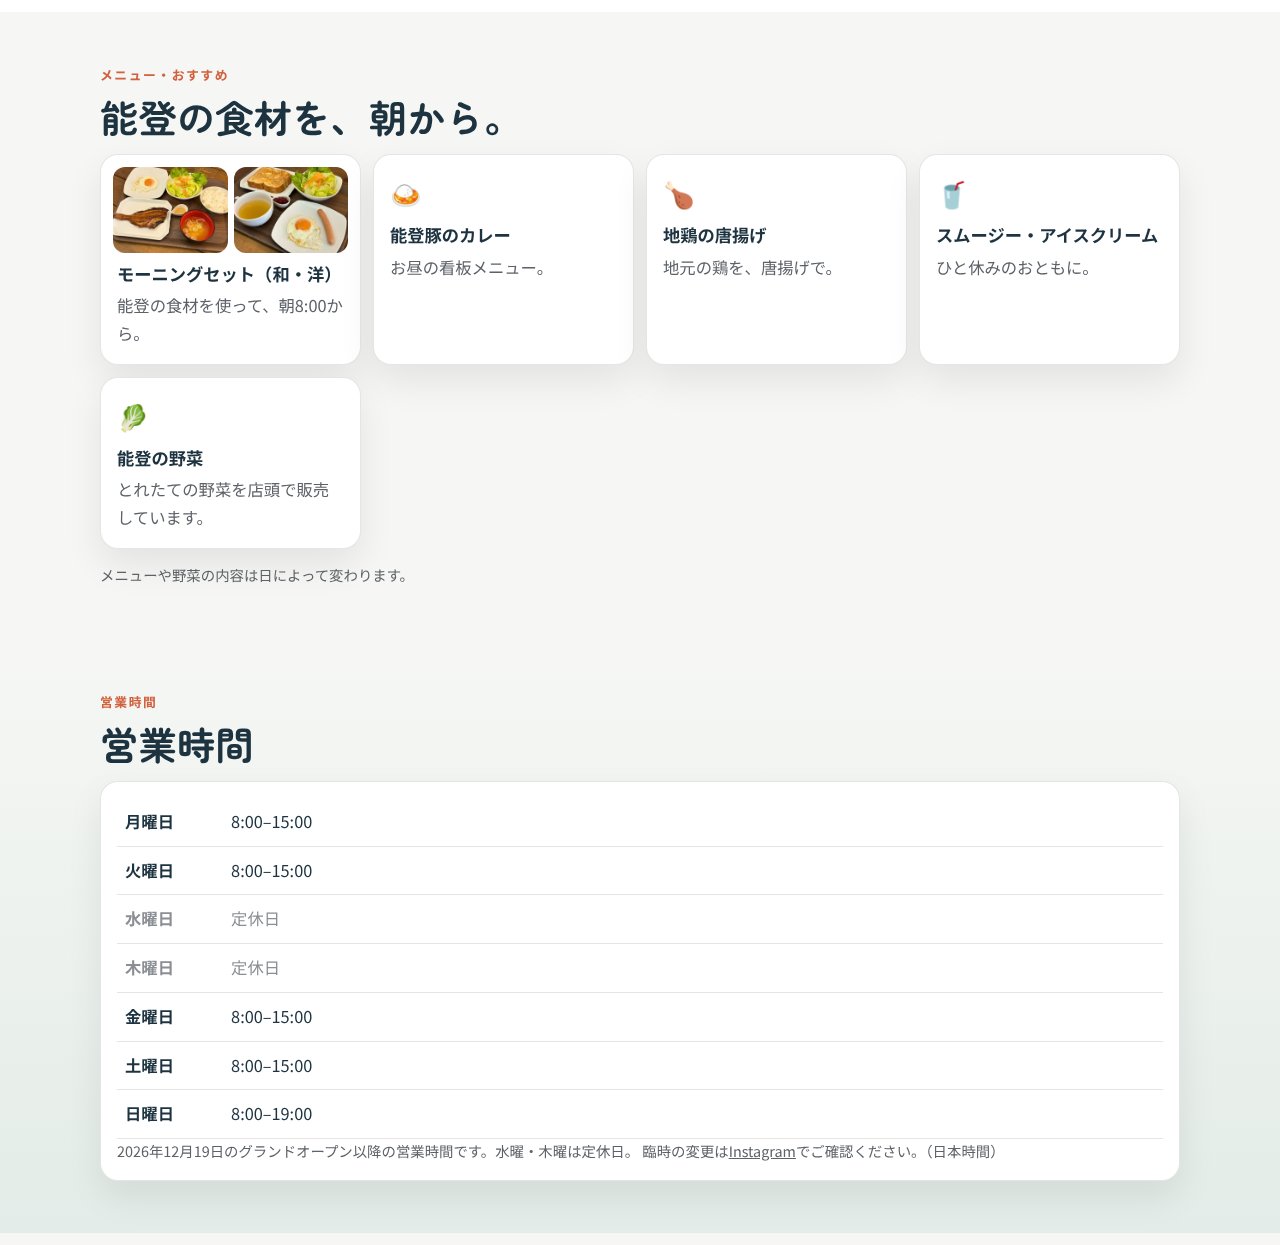 メニュー・おすすめ
能登の食材を、朝から。
モーニングセット（和・洋）
能登の食材を使って、朝8:00か
ら。
能登豚のカレー
お昼の看板メニュー。
地鶏の唐揚げ
地元の鶏を、唐揚げで。
スムージー・アイスクリーム
ひと休みのおともに。
能登の野菜
とれたての野菜を店頭で販売
しています。
メニューや野菜の内容は日によって変わります。
営業時間
営業時間
月曜日 8:00–15:00
火曜日 8:00–15:00
水曜日 定休日
木曜日 定休日
金曜日 8:00–15:00
土曜日 8:00–15:00
日曜日 8:00–19:00
2026年12月19日のグランドオープン以降の営業時間です。水曜・木曜は定休日。 臨時の変更はInstagramでご確認ください。（日本時間）